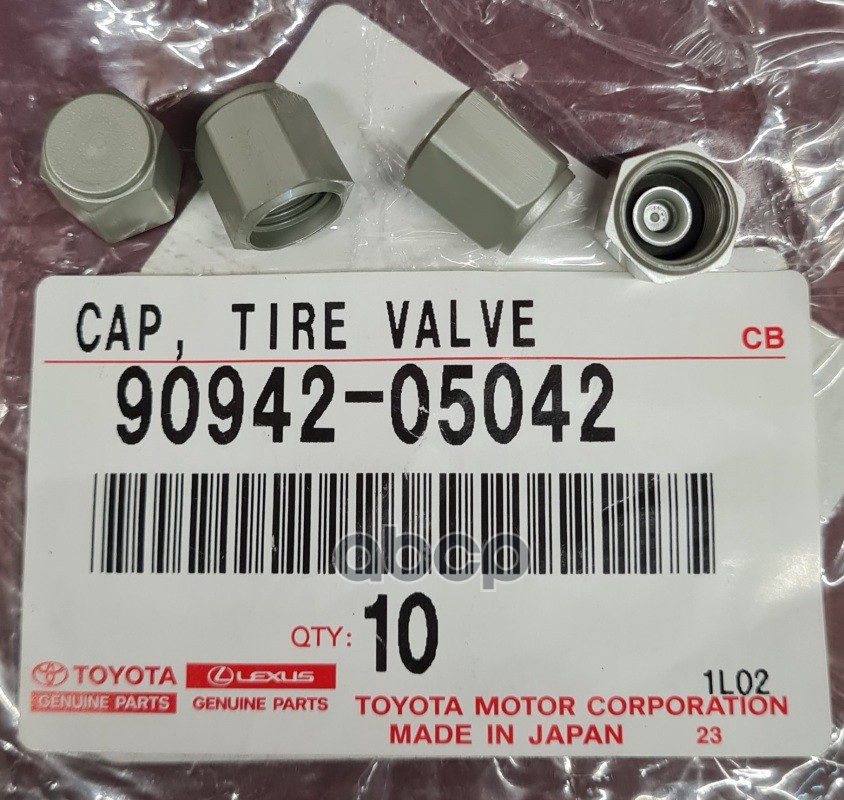 CAP, TIRE VALVE
CB
90942-05042
abcp
QTY: 10
TOYOTA LEXUS
GENUINE PARTS GENUINE PARTS
1L02
TOYOTA MOTOR CORPORATION
MADE IN JAPAN 23